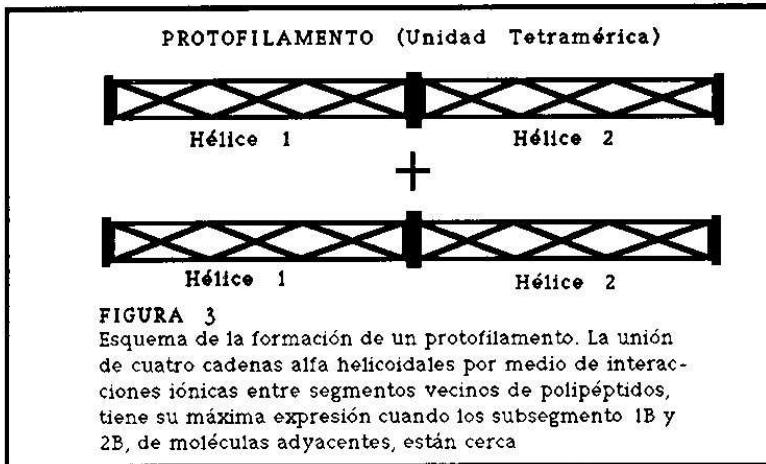 PROTOFILAMENTO (Unidad Tetramérica)
Hélice 1 Hélice 2
+
Hélice 1 Hélice 2
FIGURA 3
Esquema de la formación de un protofilamento. La unión
de cuatro cadenas alfa helicoidales por medio de interac-
ciones iónicas entre segmentos vecinos de polipéptidos,
tiene su máxima expresión cuando los subsegmento 1B y
2B, de moléculas adyacentes, están cerca